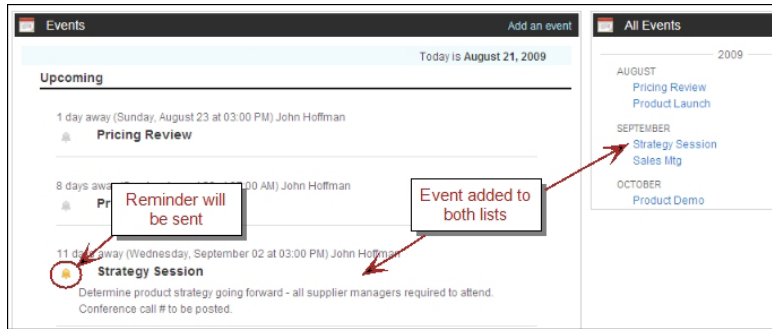 Events
Add an event
Today is August 21, 2009
Upcoming
1 day away (Sunday, August 23 at 03:00 PM) John Hoffman
Pricing Review
8 days away AM) John Hoffman
Reminder will
be sent
Event added to
both lists
11 days away (Wednesday, September 02 at 03:00 PM) John Hoffman
Strategy Session
Determine product strategy going forward - all supplier managers required to attend.
Conference call # to be posted.
All Events
2009
AUGUST
Pricing Review
Product Launch
SEPTEMBER
Strategy Session
Sales Mtg
OCTOBER
Product Demo